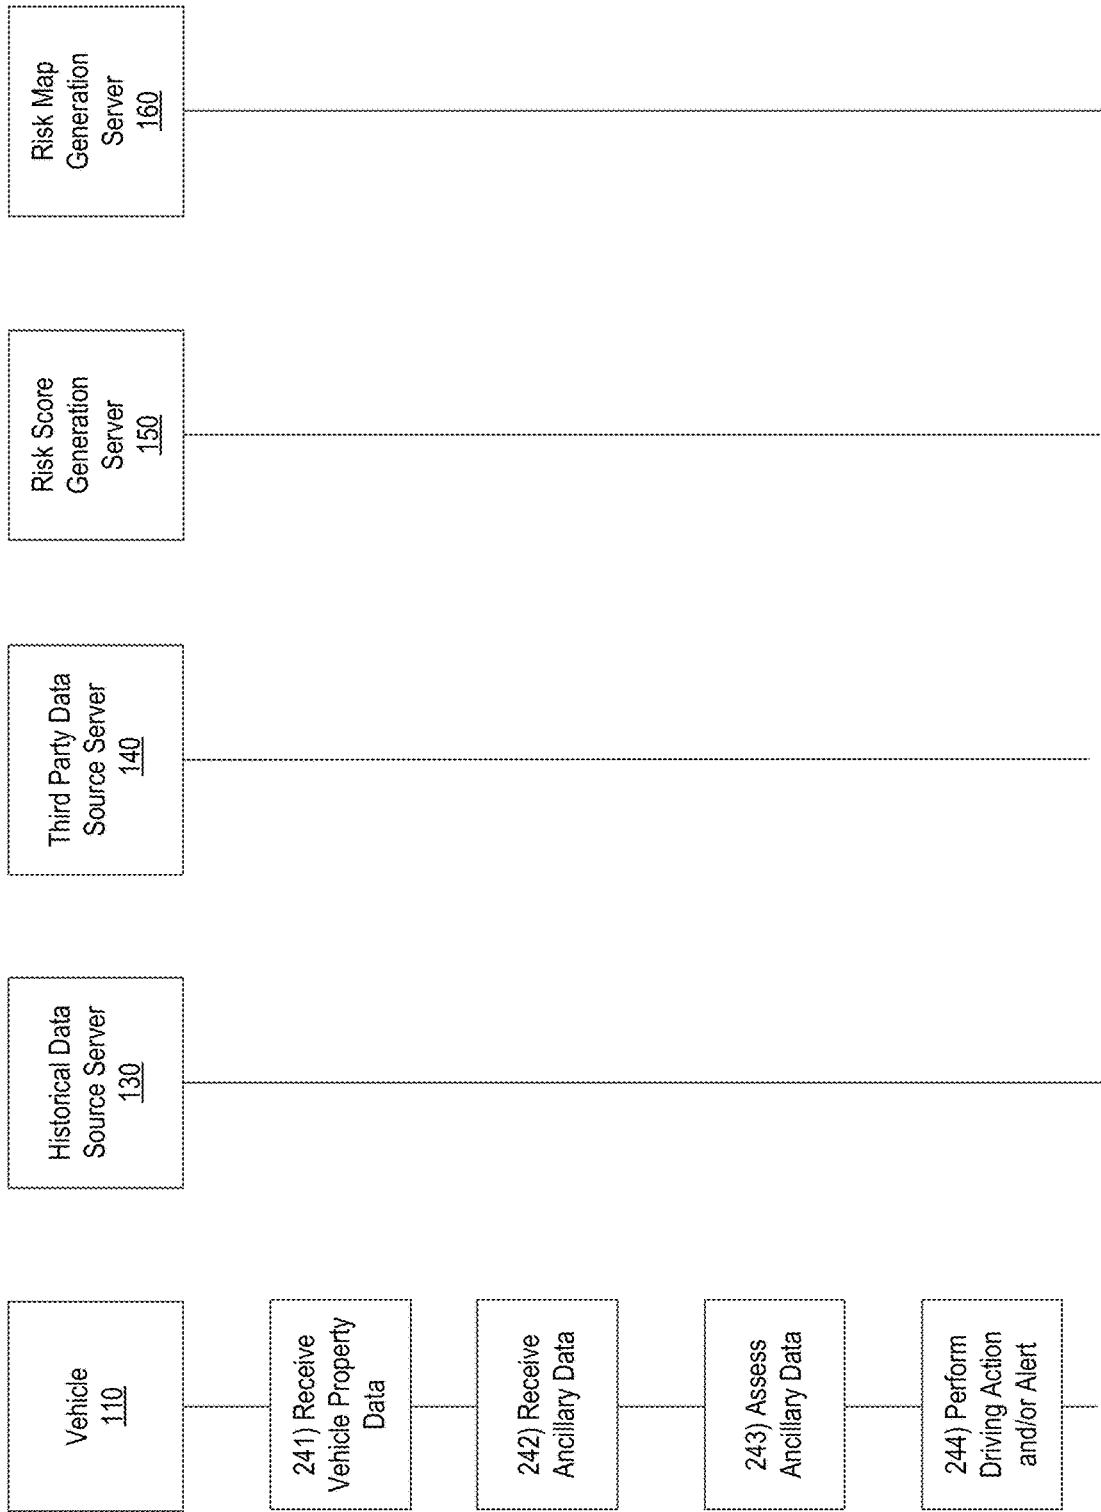 Vehicle
110
Historical Data
Source Server
130
Third Party Data
Source Server
140
Risk Score
Generation
Server
150
Risk Map
Generation
Server
160
241) Receive
Vehicle Property
Data
242) Receive
Ancillary Data
243) Assess
Ancillary Data
244) Perform
Driving Action
and/or Alert